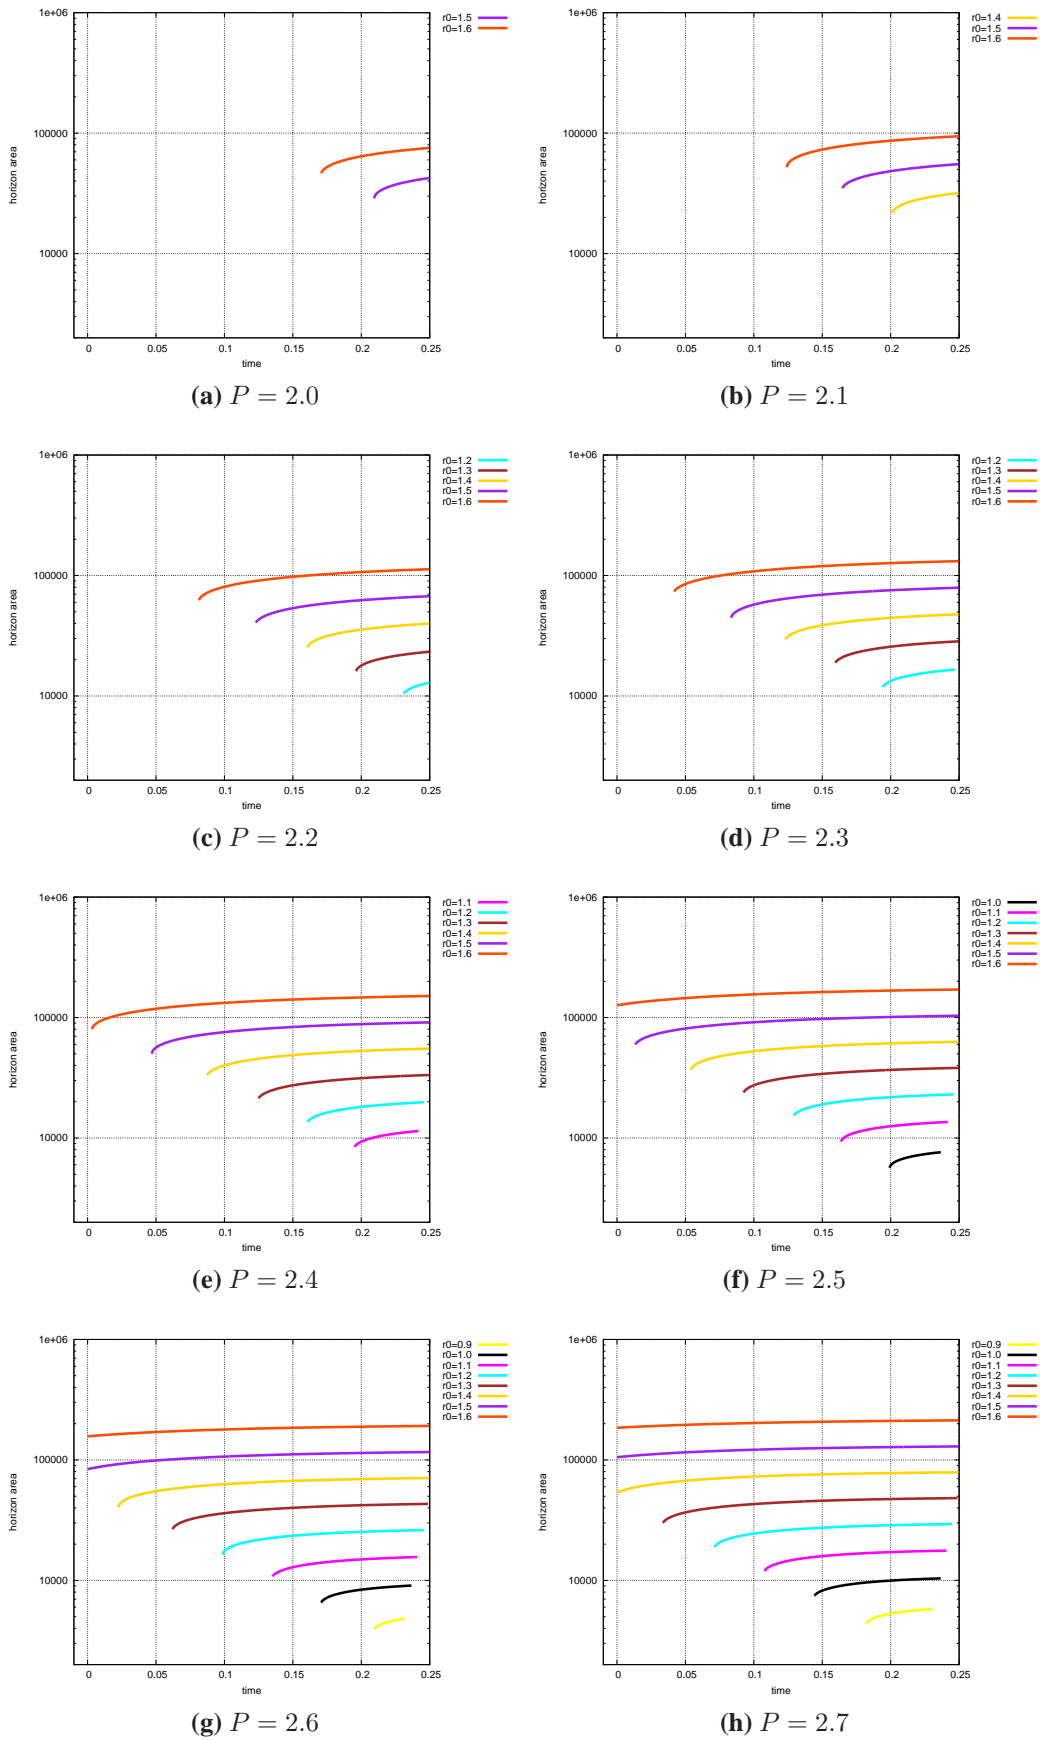 1e+06
100000
10000
horizon area
0 0.05 0.1 0.15 0.2 0.25
time
r0=1.5
r0=1.6
(a) P = 2.0
1e+06
100000
10000
horizon area
0 0.05 0.1 0.15 0.2 0.25
time
r0=1.4
r0=1.5
r0=1.6
(b) P = 2.1
1e+06
100000
10000
horizon area
0 0.05 0.1 0.15 0.2 0.25
time
r0=1.2
r0=1.3
r0=1.4
r0=1.5
r0=1.6
(c) P = 2.2
1e+06
100000
10000
horizon area
0 0.05 0.1 0.15 0.2 0.25
time
r0=1.2
r0=1.3
r0=1.4
r0=1.5
r0=1.6
(d) P = 2.3
1e+06
100000
10000
horizon area
0 0.05 0.1 0.15 0.2 0.25
time
r0=1.1
r0=1.2
r0=1.3
r0=1.4
r0=1.5
r0=1.6
(e) P = 2.4
1e+06
100000
10000
horizon area
0 0.05 0.1 0.15 0.2 0.25
time
r0=1.0
r0=1.1
r0=1.2
r0=1.3
r0=1.4
r0=1.5
r0=1.6
(f) P = 2.5
1e+06
100000
10000
horizon area
0 0.05 0.1 0.15 0.2 0.25
time
r0=0.9
r0=1.0
r0=1.1
r0=1.2
r0=1.3
r0=1.4
r0=1.5
r0=1.6
(g) P = 2.6
1e+06
100000
10000
horizon area
0 0.05 0.1 0.15 0.2 0.25
time
r0=0.9
r0=1.0
r0=1.1
r0=1.2
r0=1.3
r0=1.4
r0=1.5
r0=1.6
(h) P = 2.7